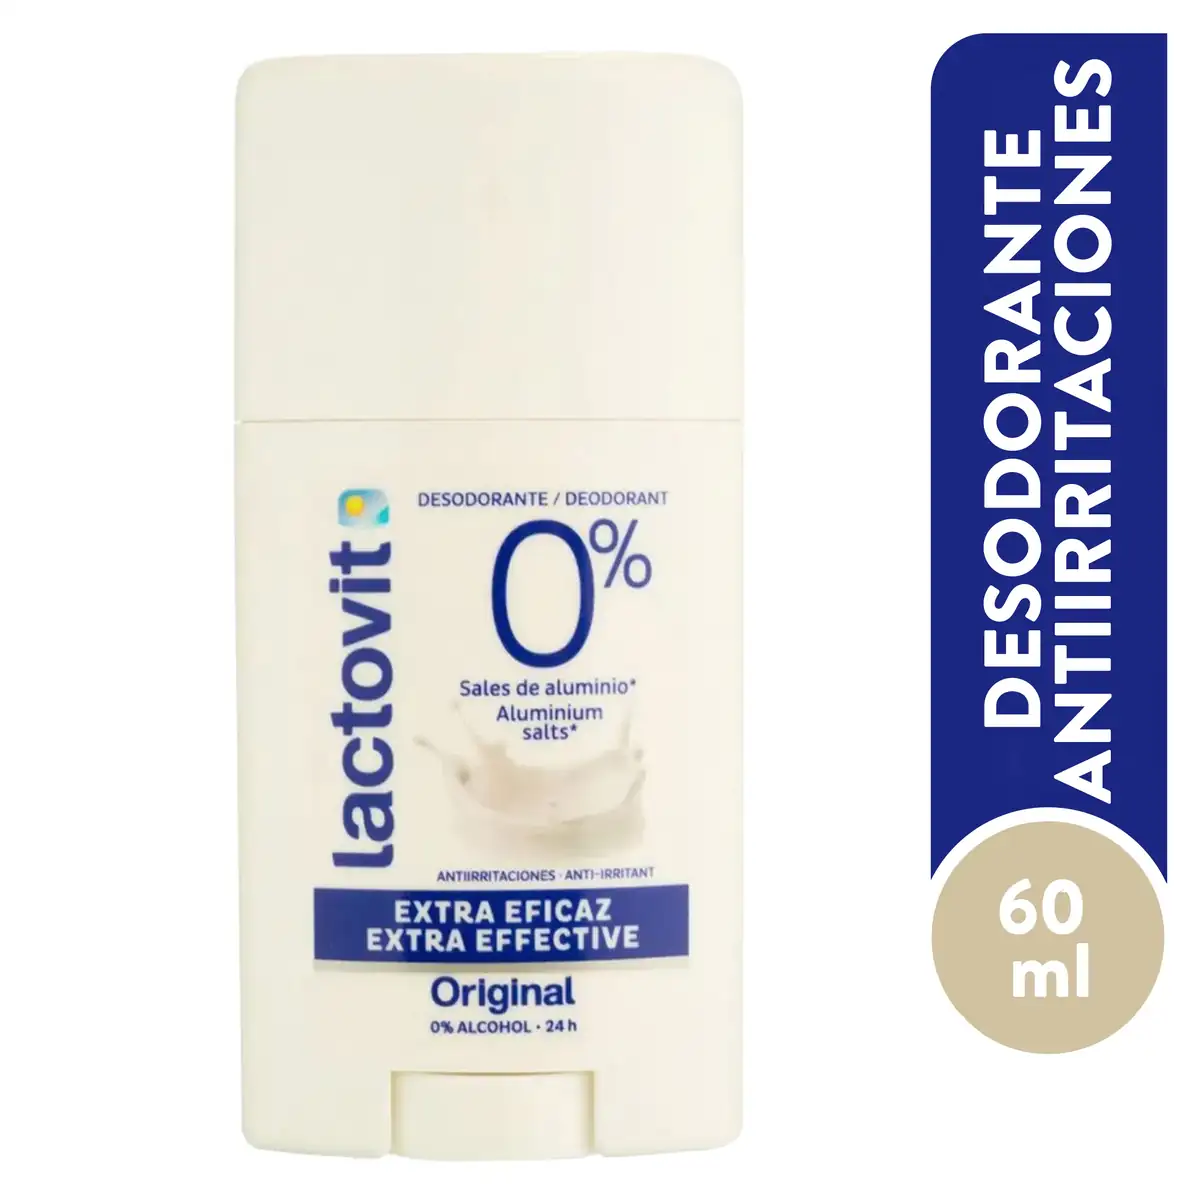 DESODORANTE / DEODORANT
0%
Sales de aluminio*
Aluminium
salts*
lactovit
ANTIIRRITACIONES · ANTI-IRRITANT
EXTRA EFICAZ
EXTRA EFFECTIVE
Original
0% ALCOHOL · 24 h
DESODORANTE
ANTIIRRITACIONES
60
ml